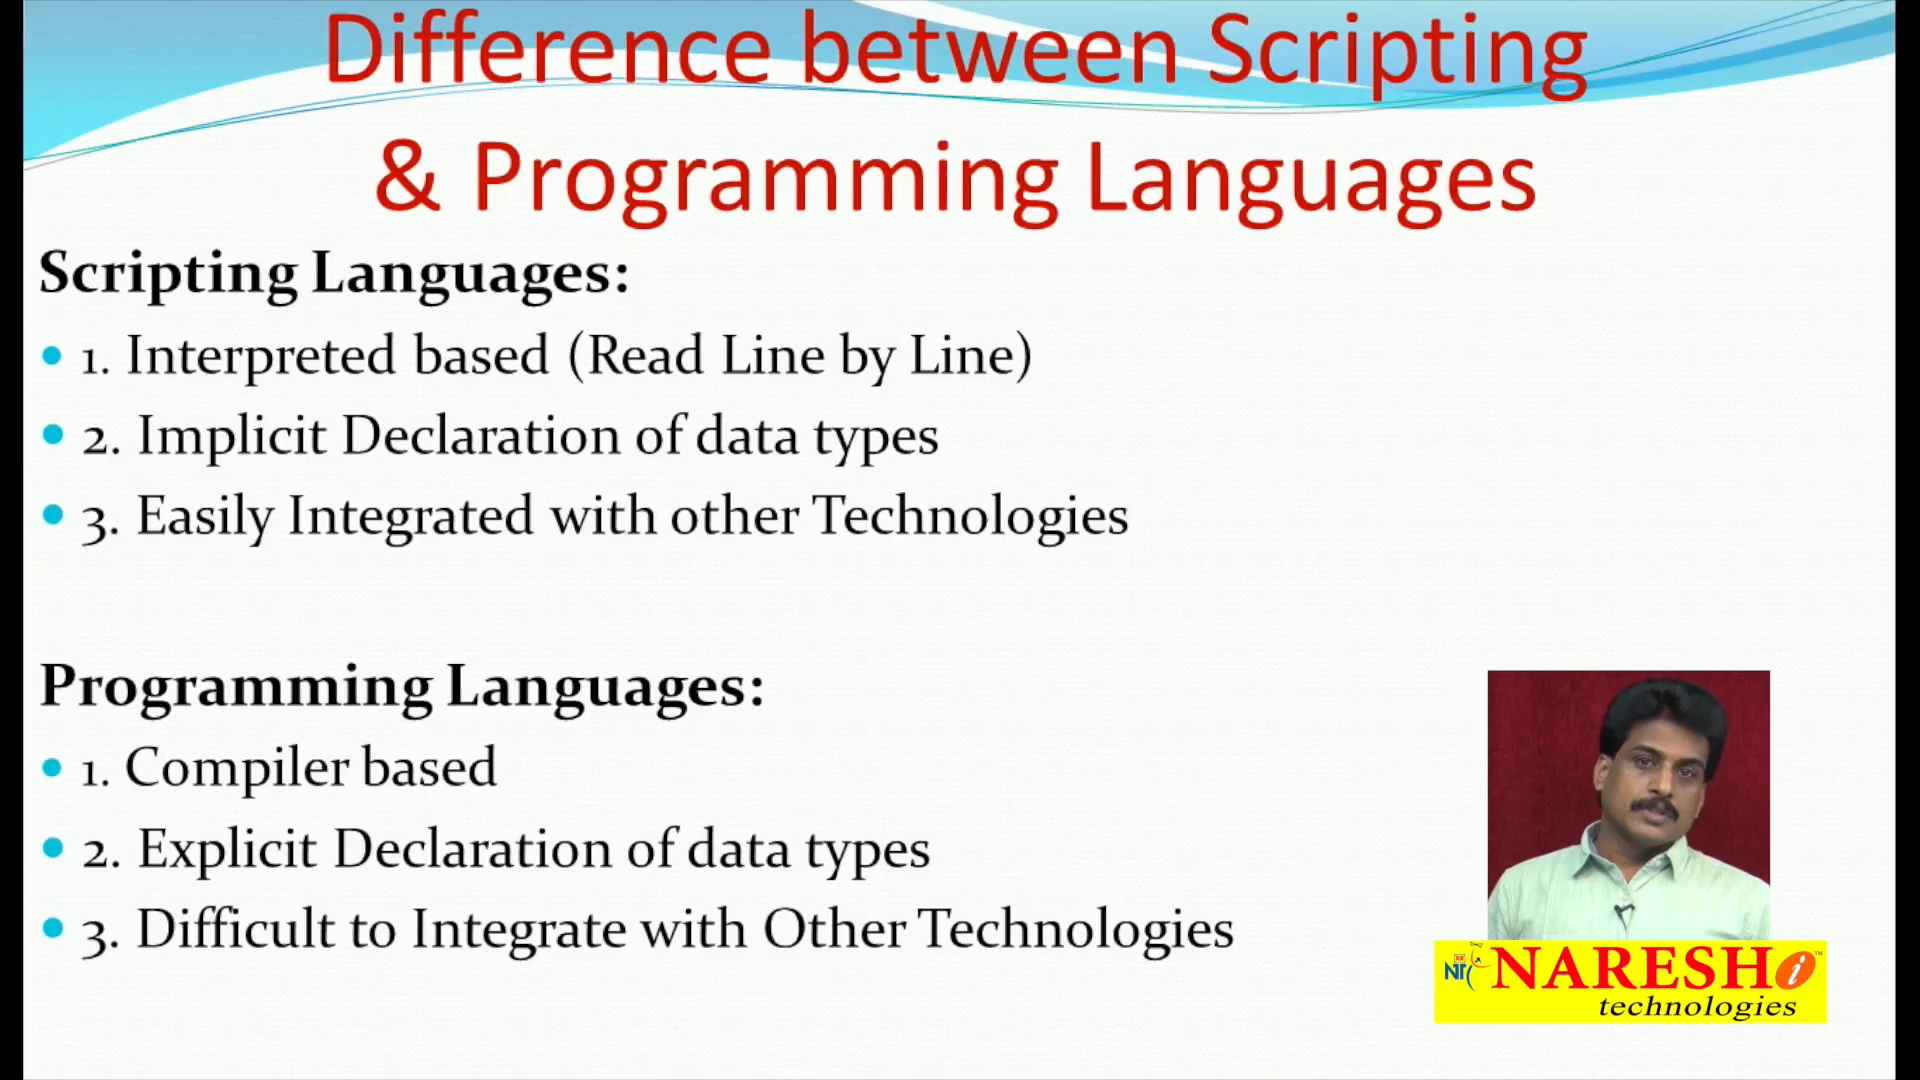 Difference between Scripting
& Programming Languages
Scripting Languages:
• 1. Interpreted based (Read Line by Line)
• 2. Implicit Declaration of data types
• 3. Easily Integrated with other Technologies
Programming Languages:
• 1. Compiler based
• 2. Explicit Declaration of data types
• 3. Difficult to Integrate with Other Technologies
NT NARESH i ™
technologies